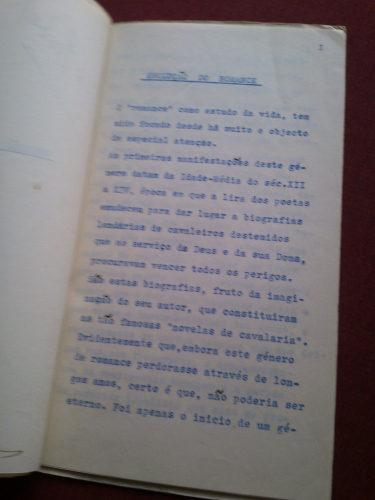 I
EVOLUÇÃO DO ROMANCE
O "romance" como estudo da vida, tem
sido focado desde há muito e objecto
de especial atenção.
As primeiras manifestações deste gé-
nero datam da Idade-Média do séc.XII
a XIV, época em que a lira dos poetas
emudeceu para dar lugar a biografias
lendárias de cavaleiros destemidos
que ao serviço de Deus e da sua Dona,
procuravam vencer todos os perigos.
São estas biografias, fruto da imagi-
nação do seu autor, que constituiram
as tão famosas "novelas de cavalaria".
Evidentemente que,embora este género
de romance perdorasse através de lon-
gos anos, certo é que, não poderia ser
eterno. Foi apenas o inicio de um gé-